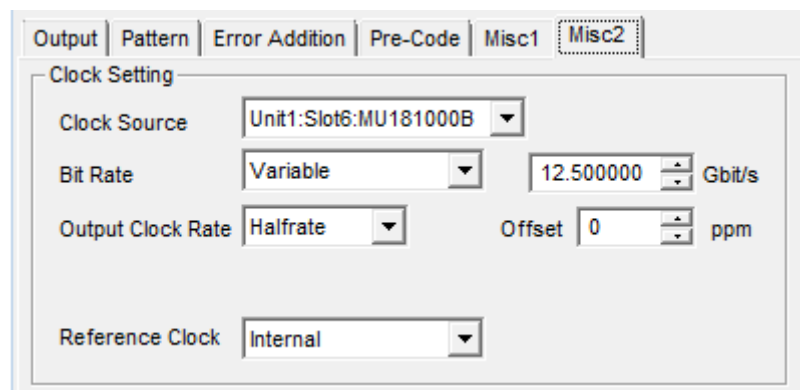 Output Pattern Error Addition Pre-Code Misc1 Misc2
Clock Setting
Clock Source Unit1:Slot6:MU181000B
Bit Rate Variable 12.500000 Gbit/s
Output Clock Rate Halfrate Offset 0 ppm
Reference Clock Internal